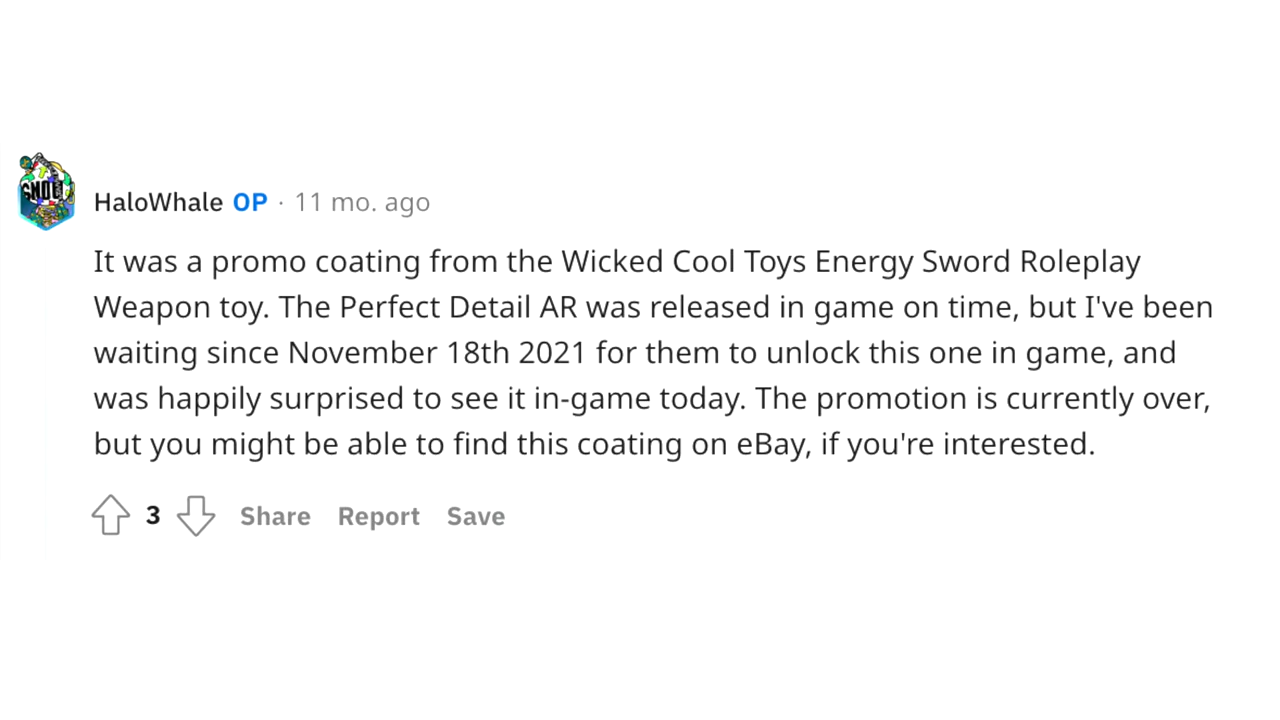 HaloWhale OP · 11 mo. ago
It was a promo coating from the Wicked Cool Toys Energy Sword Roleplay
Weapon toy. The Perfect Detail AR was released in game on time, but I've been
waiting since November 18th 2021 for them to unlock this one in game, and
was happily surprised to see it in-game today. The promotion is currently over,
but you might be able to find this coating on eBay, if you're interested.
3 Share Report Save